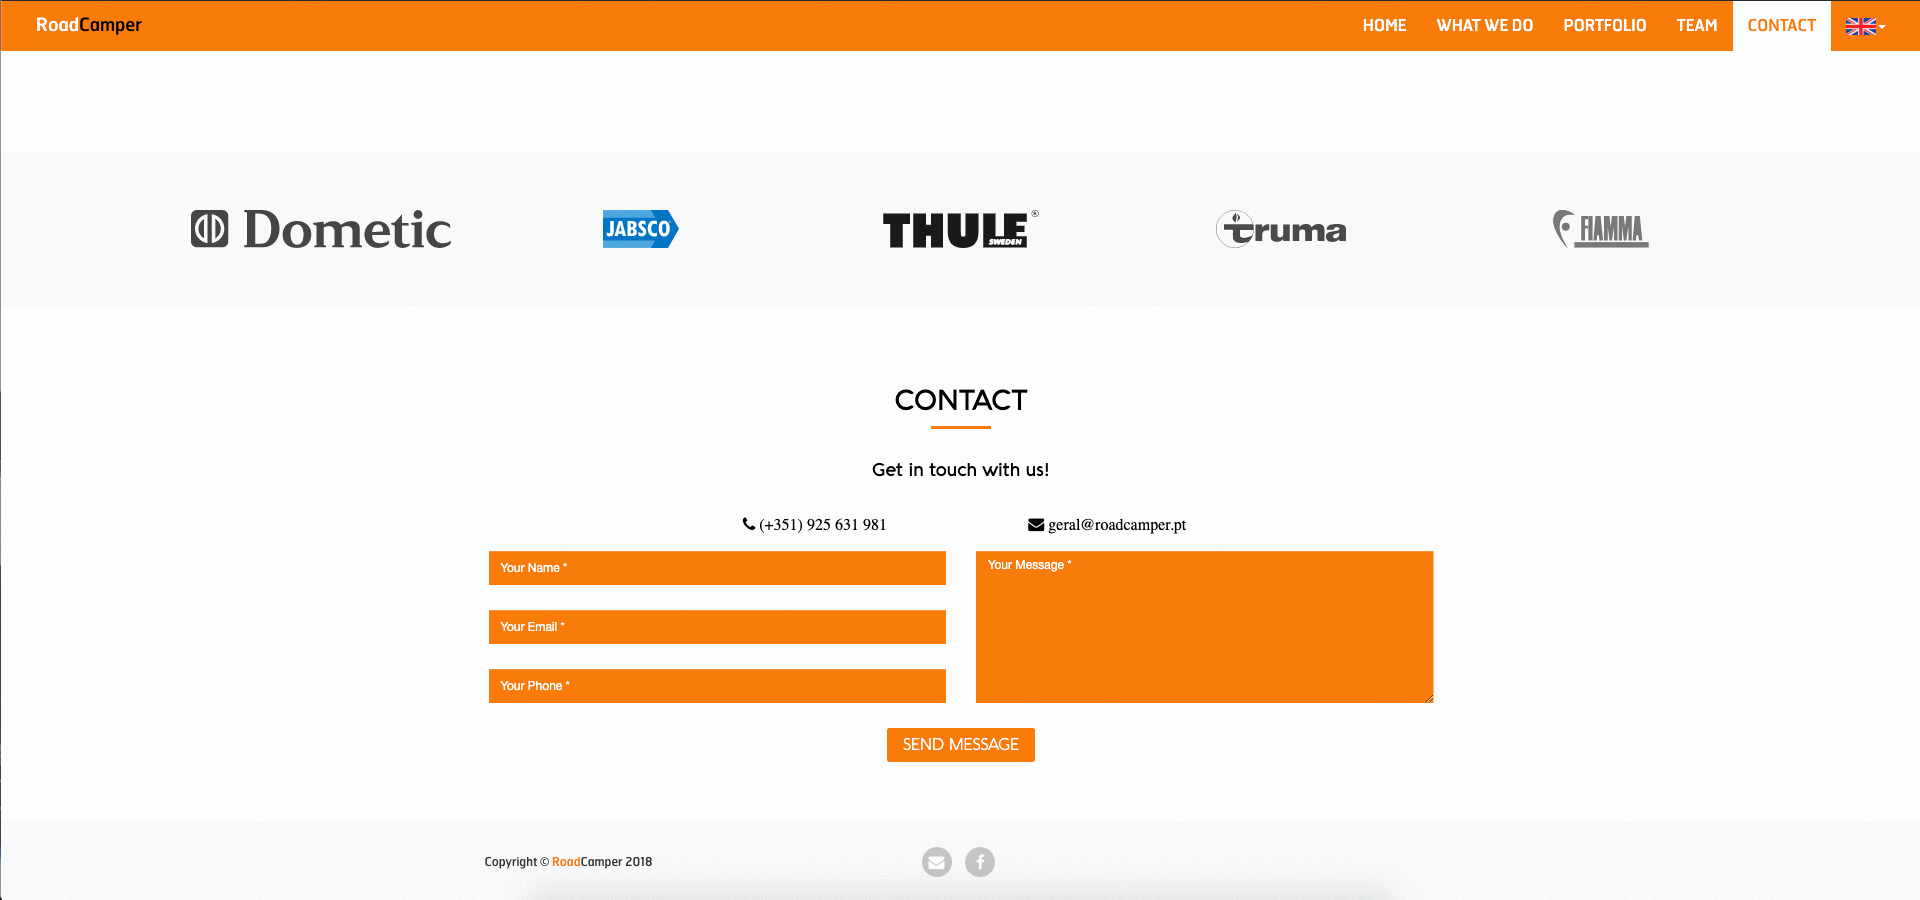 RoadCamper HOME WHAT WE DO PORTFOLIO TEAM CONTACT
Dometic JABSCO THULE® SWEDEN truma FIAMMA
CONTACT
Get in touch with us!
(+351) 925 631 981 geral@roadcamper.pt
Your Name * Your Message *
Your Email *
Your Phone *
SEND MESSAGE
Copyright © RoadCamper 2018